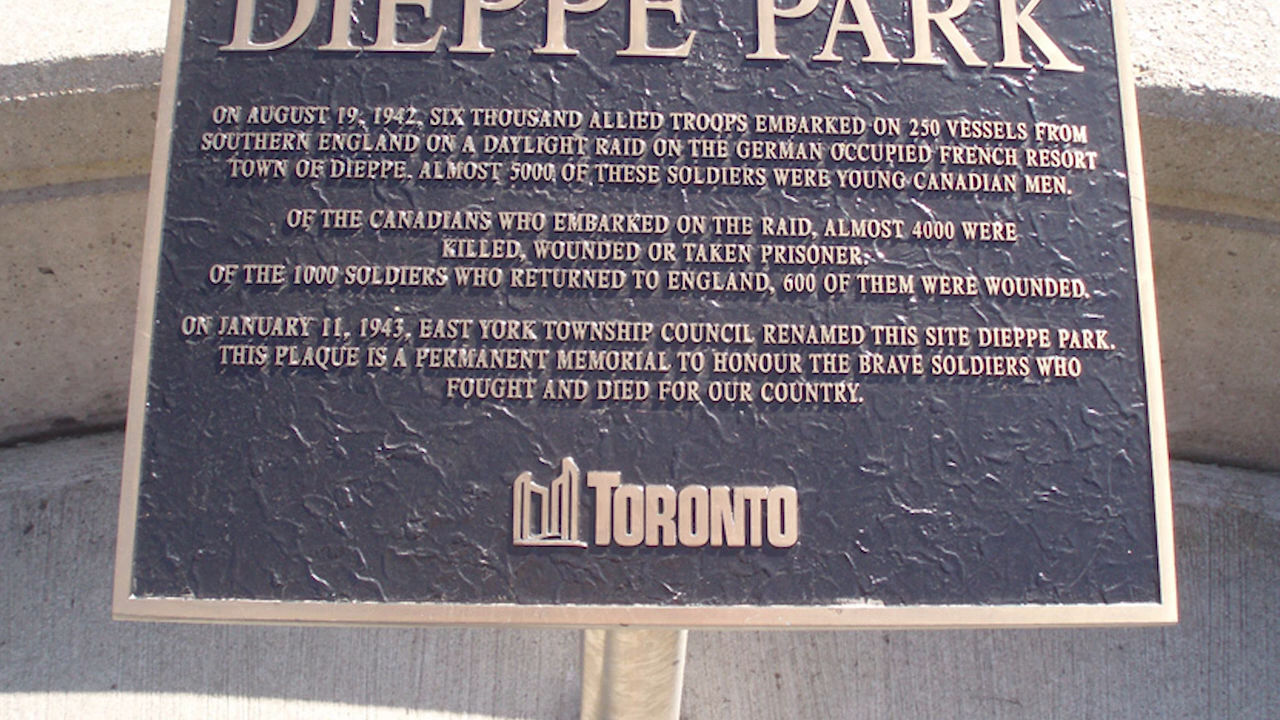 DIEPPE PARK
ON AUGUST 19, 1942, SIX THOUSAND ALLIED TROOPS EMBARKED ON 250 VESSELS FROM
SOUTHERN ENGLAND ON A DAYLIGHT RAID ON THE GERMAN OCCUPIED FRENCH RESORT
TOWN OF DIEPPE. ALMOST 5000 OF THESE SOLDIERS WERE YOUNG CANADIAN MEN.
OF THE CANADIANS WHO EMBARKED ON THE RAID, ALMOST 4000 WERE
KILLED, WOUNDED OR TAKEN PRISONER.
OF THE 1000 SOLDIERS WHO RETURNED TO ENGLAND, 600 OF THEM WERE WOUNDED.
ON JANUARY 11, 1943, EAST YORK TOWNSHIP COUNCIL RENAMED THIS SITE DIEPPE PARK.
THIS PLAQUE IS A PERMANENT MEMORIAL TO HONOUR THE BRAVE SOLDIERS WHO
FOUGHT AND DIED FOR OUR COUNTRY.
TORONTO